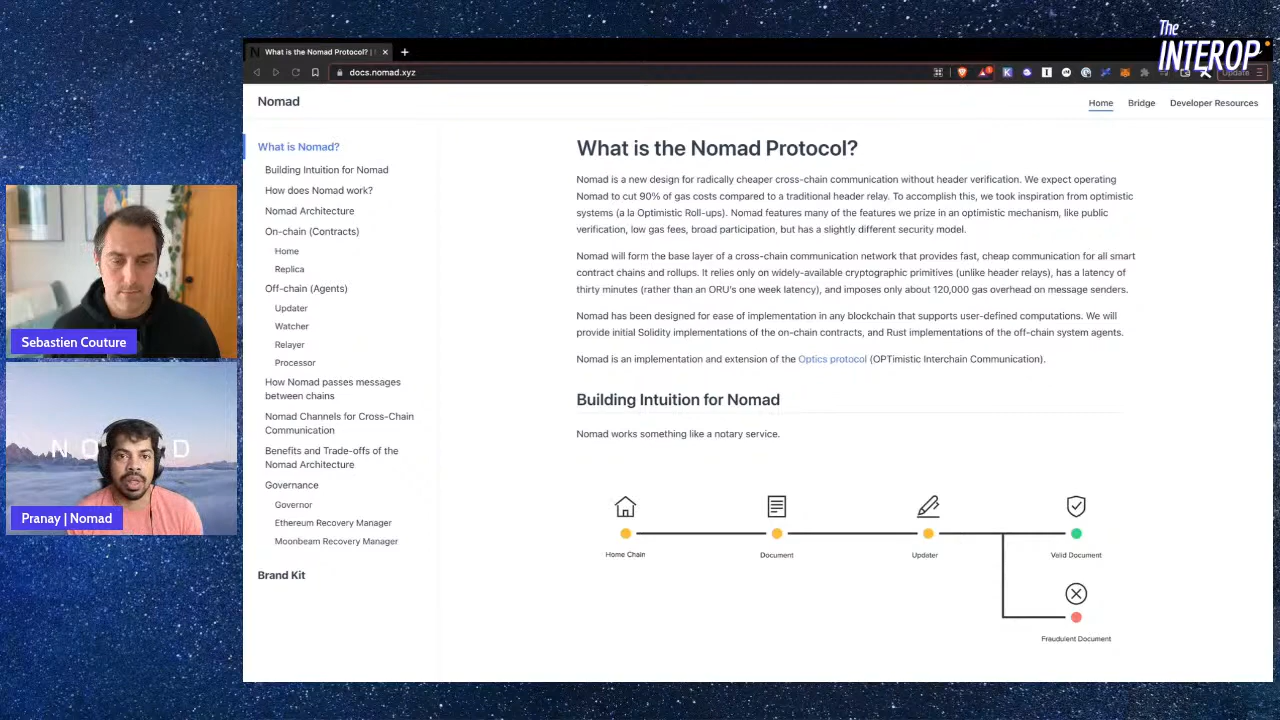 The
INTEROP
What is the Nomad Protocol? |
docs.nomad.xyz
Update
Nomad
Home
Bridge
Developer Resources
What is Nomad?
Building Intuition for Nomad
How does Nomad work?
Nomad Architecture
On-chain (Contracts)
Home
Replica
Off-chain (Agents)
Updater
Watcher
Relayer
Processor
How Nomad passes messages
between chains
Nomad Channels for Cross-Chain
Communication
Benefits and Trade-offs of the
Nomad Architecture
Governance
Governor
Ethereum Recovery Manager
Moonbeam Recovery Manager
Brand Kit
What is the Nomad Protocol?
Nomad is a new design for radically cheaper cross-chain communication without header verification. We expect operating
Nomad to cut 90% of gas costs compared to a traditional header relay. To accomplish this, we took inspiration from optimistic
systems (a la Optimistic Roll-ups). Nomad features many of the features we prize in an optimistic mechanism, like public
verification, low gas fees, broad participation, but has a slightly different security model.
Nomad will form the base layer of a cross-chain communication network that provides fast, cheap communication for all smart
contract chains and rollups. It relies only on widely-available cryptographic primitives (unlike header relays), has a latency of
thirty minutes (rather than an ORU's one week latency), and imposes only about 120,000 gas overhead on message senders.
Nomad has been designed for ease of implementation in any blockchain that supports user-defined computations. We will
provide initial Solidity implementations of the on-chain contracts, and Rust implementations of the off-chain system agents.
Nomad is an implementation and extension of the Optics protocol (OPTimistic Interchain Communication).
Building Intuition for Nomad
Nomad works something like a notary service.
Home Chain
Document
Updater
Valid Document
Fraudulent Document
Sebastien Couture
Pranay | Nomad